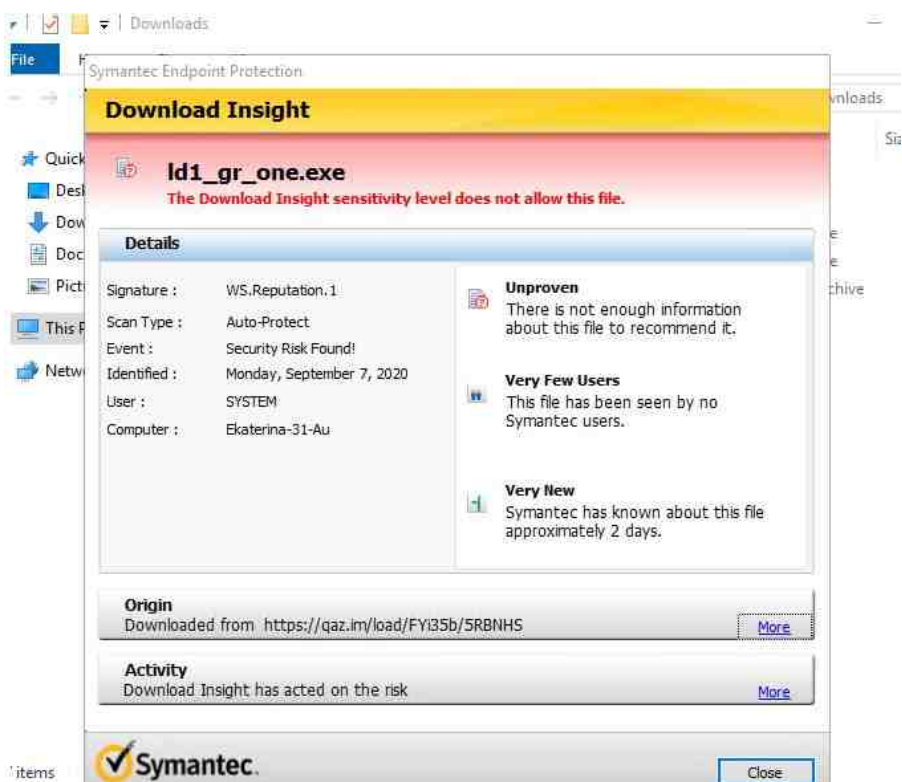 Downloads
File
Symantec Endpoint Protection
Download Insight
ld1_gr_one.exe
The Download Insight sensitivity level does not allow this file.
Quick
Desk
Dow
Doc
Pict
This P
Netw
Details
Signature : WS.Reputation.1
Scan Type : Auto-Protect
Event : Security Risk Found!
Identified : Monday, September 7, 2020
User : SYSTEM
Computer : Ekaterina-31-Au
Unproven
There is not enough information
about this file to recommend it.
Very Few Users
This file has been seen by no
Symantec users.
Very New
Symantec has known about this file
approximately 2 days.
Origin
Downloaded from https://qaz.im/load/FYi35b/5RBNHS
More
Activity
Download Insight has acted on the risk
More
Symantec.
Close
wnloads
Siz
chive
items